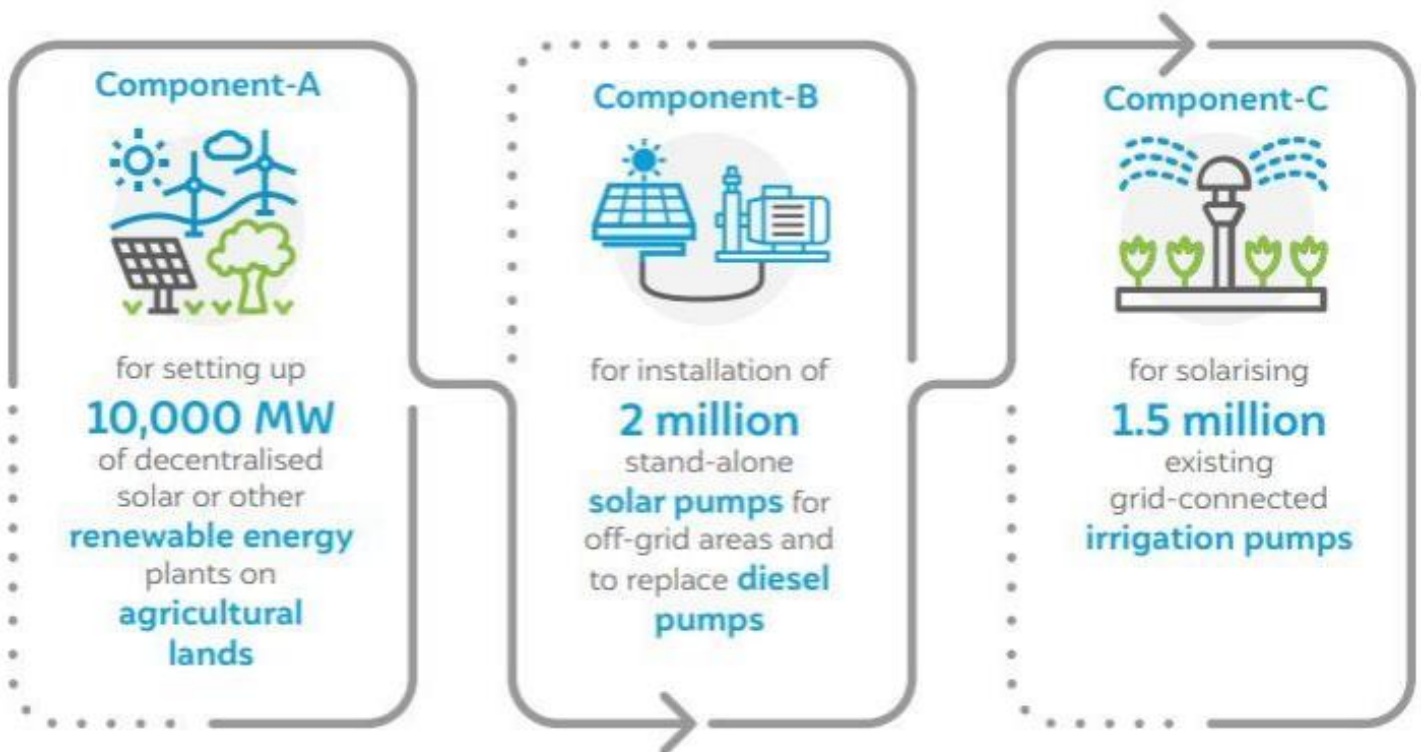 Component-A
for setting up
10,000 MW
of decentralised
solar or other
renewable energy
plants on
agricultural
lands
Component-B
for installation of
2 million
stand-alone
solar pumps for
off-grid areas and
to replace diesel
pumps
Component-C
for solarising
1.5 million
existing
grid-connected
irrigation pumps